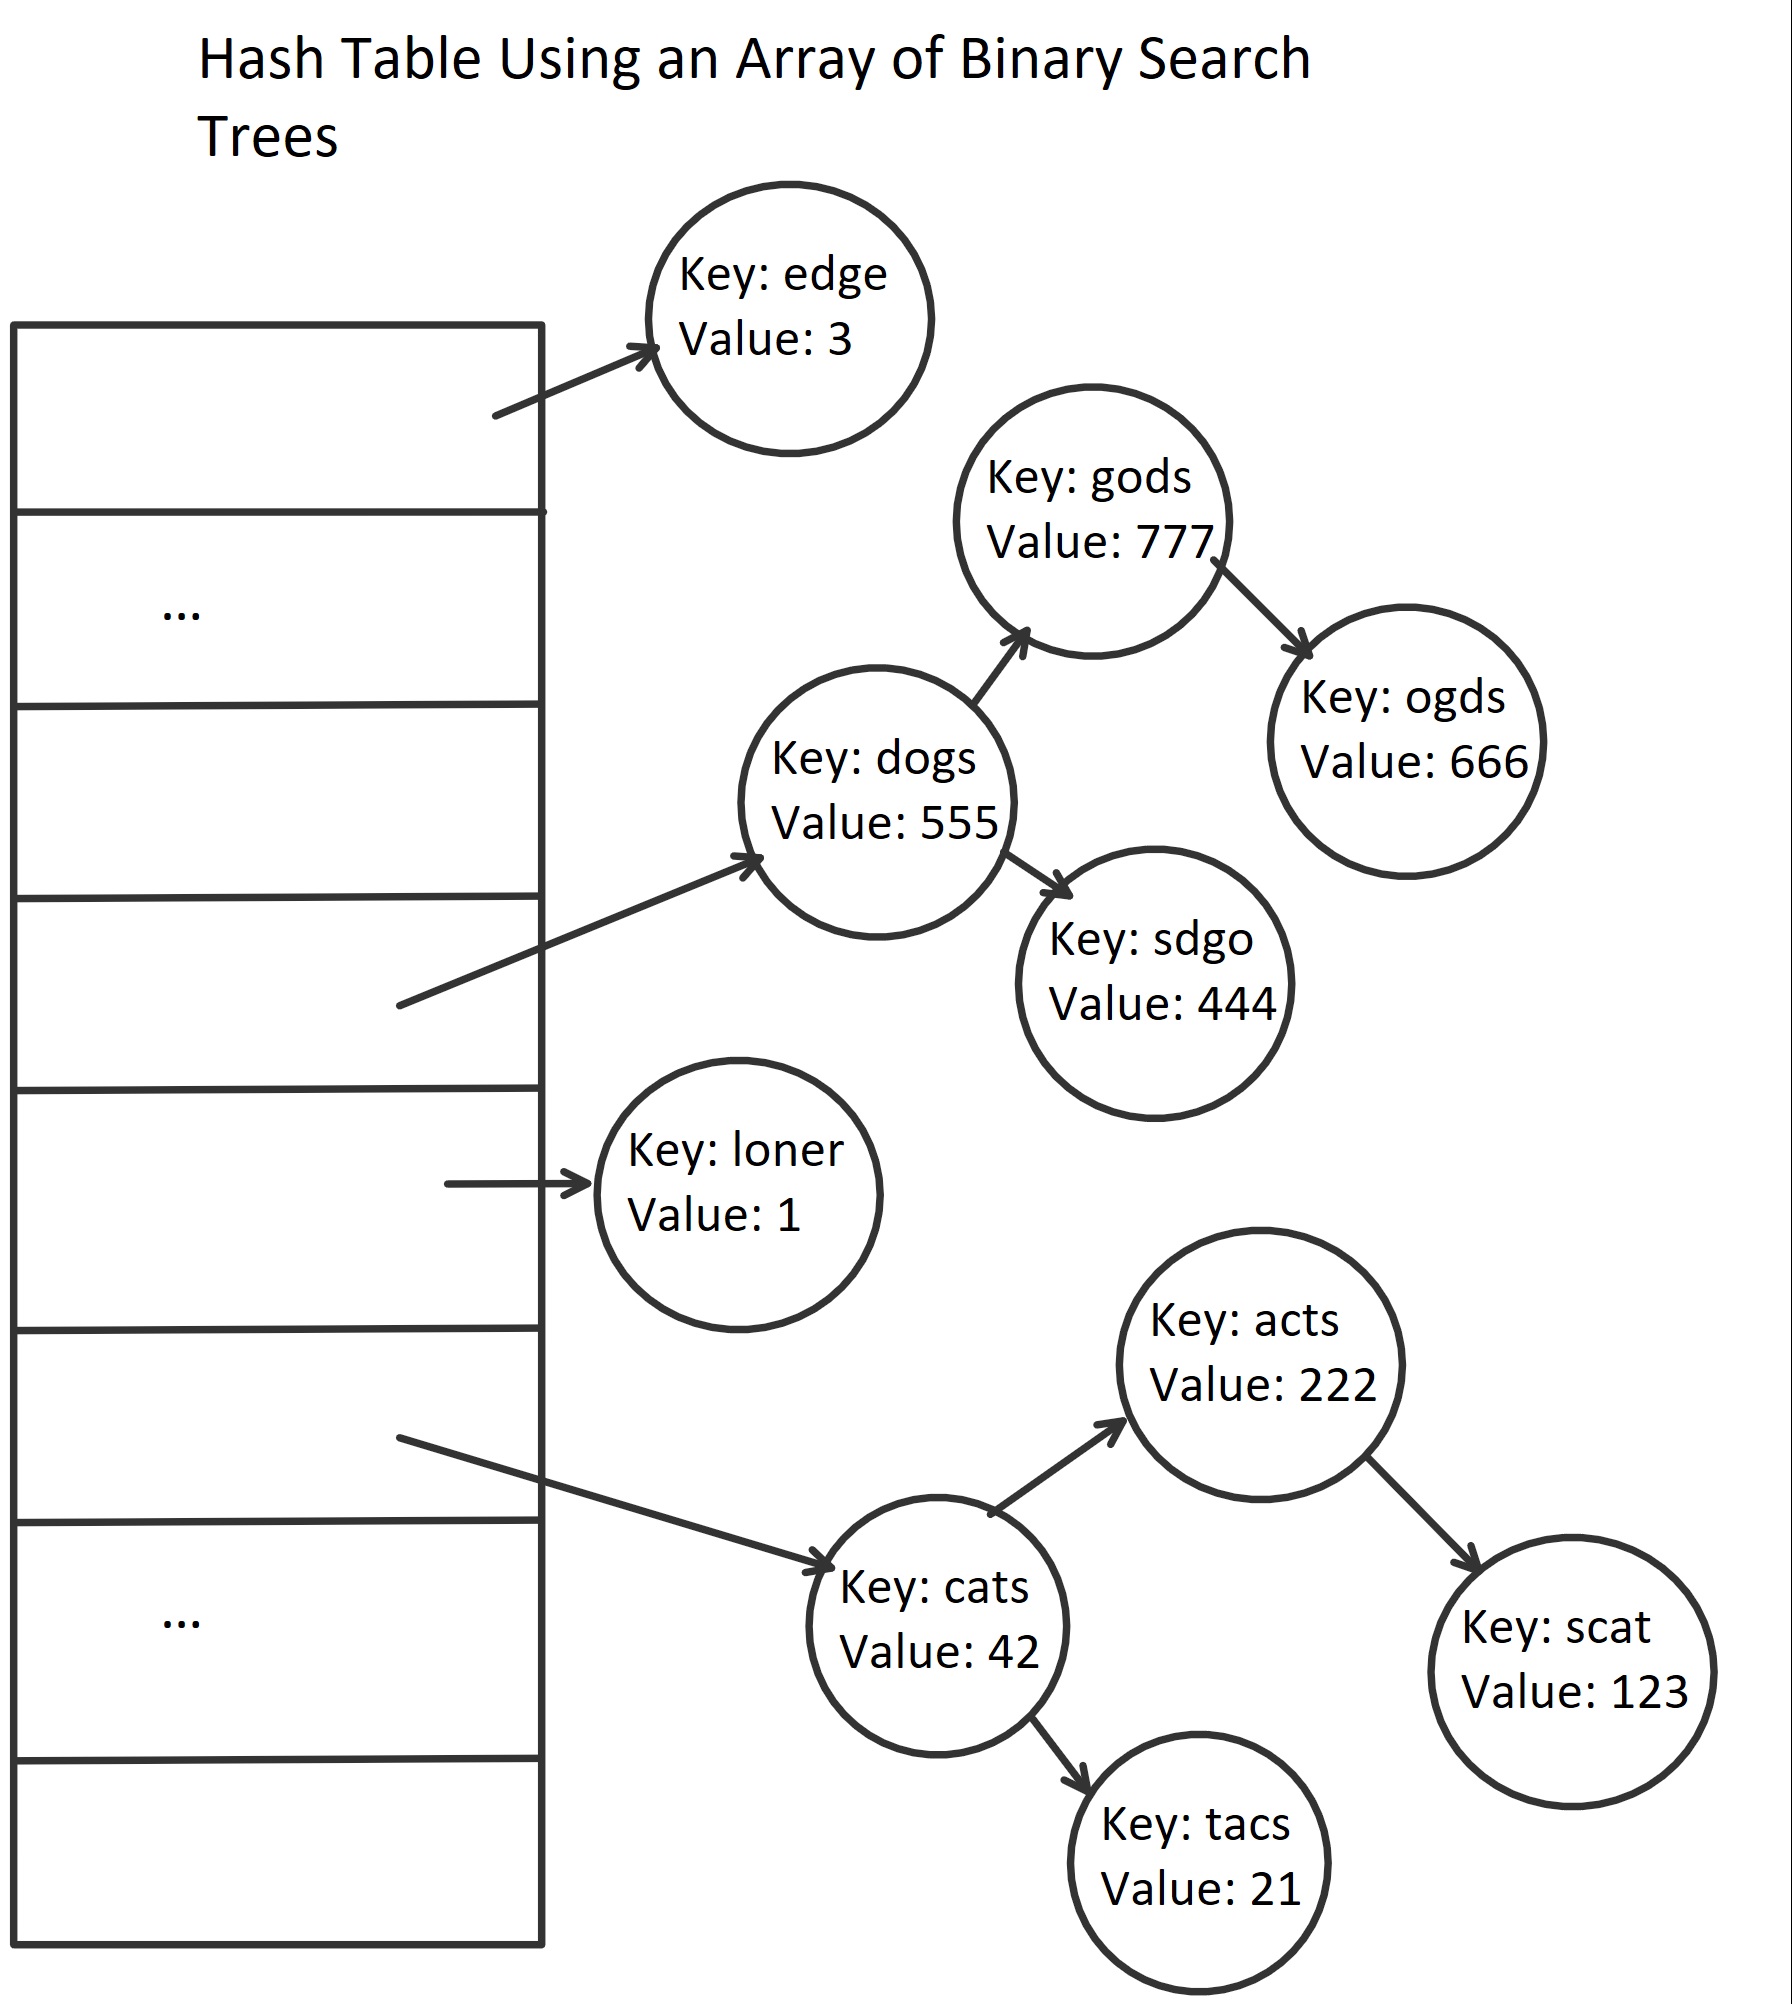 Hash Table Using an Array of Binary Search
Trees
Key: edge
Value: 3
Key: gods
Value: 777
...
Key: ogds
Value: 666
Key: dogs
Value: 555
Key: sdgo
Value: 444
Key: loner
Value: 1
Key: acts
Value: 222
Key: cats
Value: 42
...
Key: scat
Value: 123
Key: tacs
Value: 21